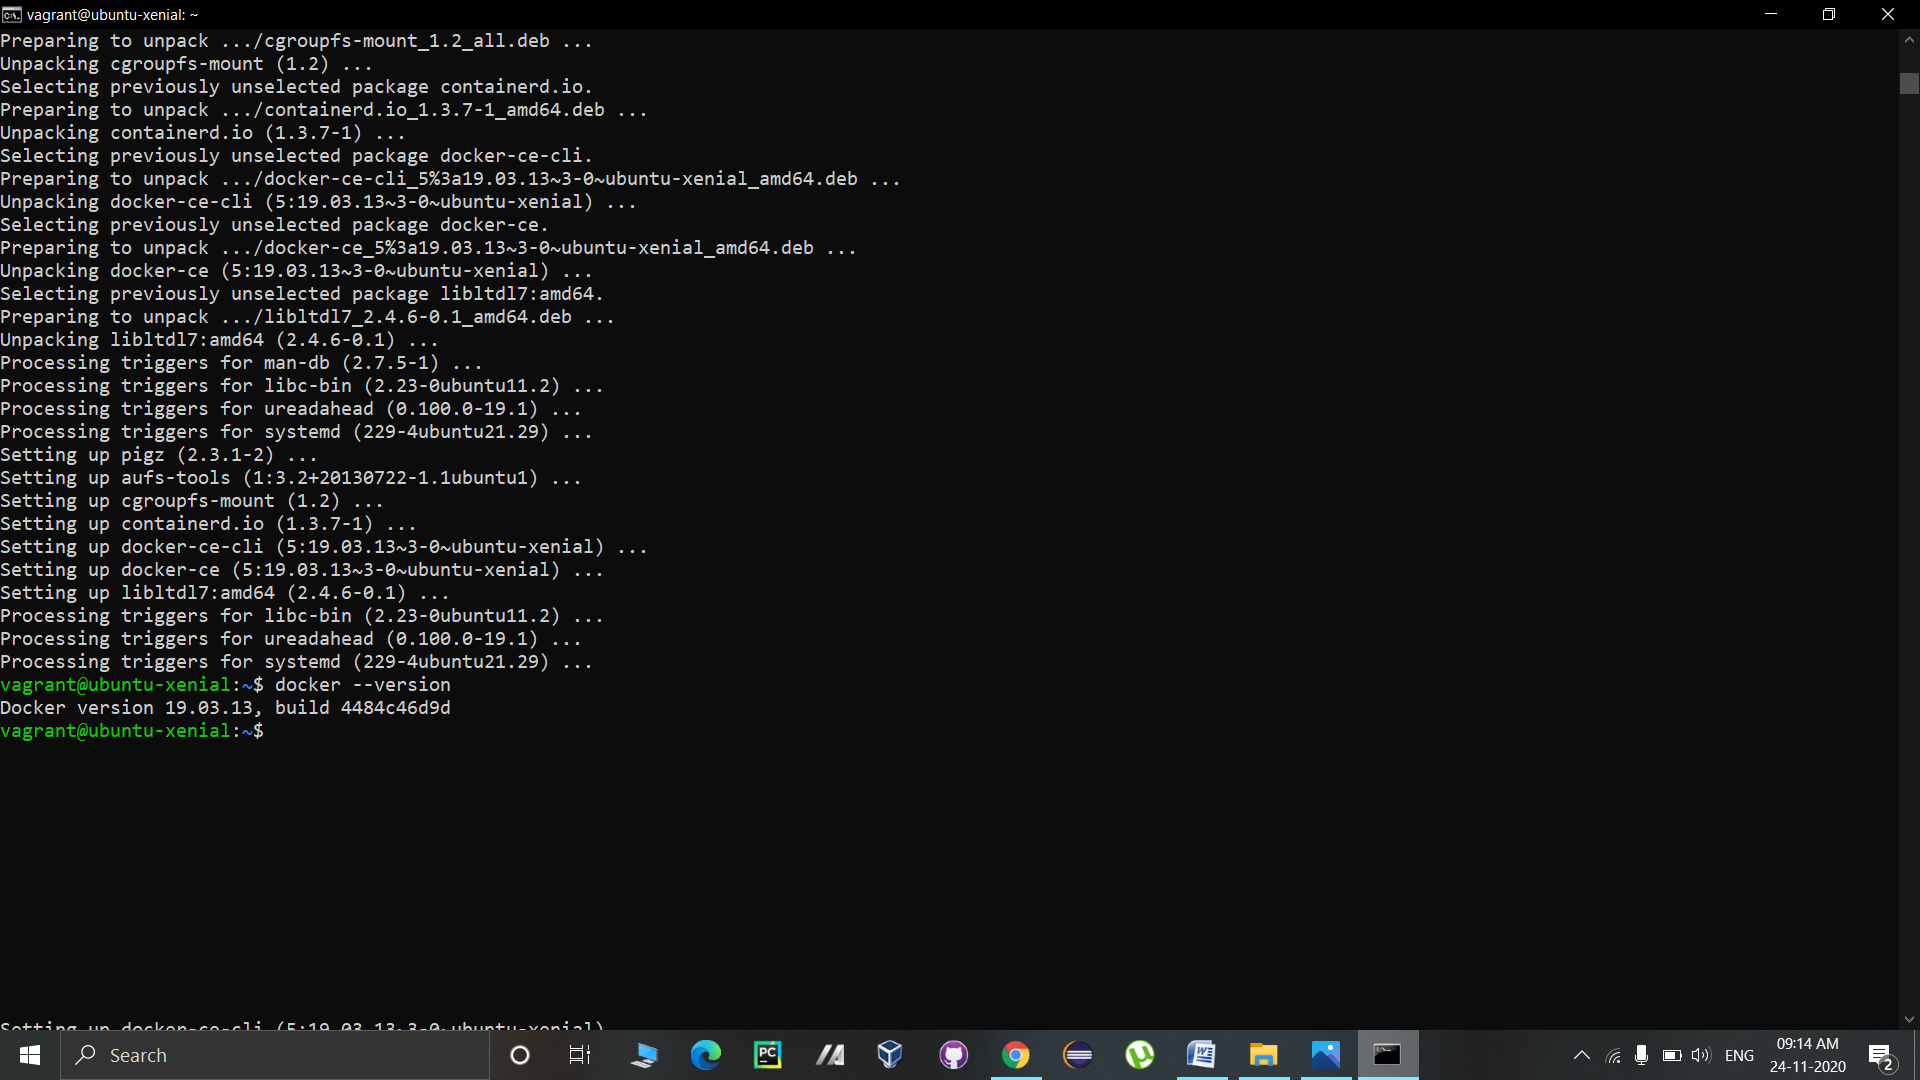 vagrant@ubuntu-xenial: ~
Preparing to unpack .../cgroupfs-mount_1.2_all.deb ...
Unpacking cgroupfs-mount (1.2) ...
Selecting previously unselected package containerd.io.
Preparing to unpack .../containerd.io_1.3.7-1_amd64.deb ...
Unpacking containerd.io (1.3.7-1) ...
Selecting previously unselected package docker-ce-cli.
Preparing to unpack .../docker-ce-cli_5%3a19.03.13~3-0~ubuntu-xenial_amd64.deb ...
Unpacking docker-ce-cli (5:19.03.13~3-0~ubuntu-xenial) ...
Selecting previously unselected package docker-ce.
Preparing to unpack .../docker-ce_5%3a19.03.13~3-0~ubuntu-xenial_amd64.deb ...
Unpacking docker-ce (5:19.03.13~3-0~ubuntu-xenial) ...
Selecting previously unselected package libltdl7:amd64.
Preparing to unpack .../libltdl7_2.4.6-0.1_amd64.deb ...
Unpacking libltdl7:amd64 (2.4.6-0.1) ...
Processing triggers for man-db (2.7.5-1) ...
Processing triggers for libc-bin (2.23-0ubuntu11.2) ...
Processing triggers for ureadahead (0.100.0-19.1) ...
Processing triggers for systemd (229-4ubuntu21.29) ...
Setting up pigz (2.3.1-2) ...
Setting up aufs-tools (1:3.2+20130722-1.1ubuntu1) ...
Setting up cgroupfs-mount (1.2) ...
Setting up containerd.io (1.3.7-1) ...
Setting up docker-ce-cli (5:19.03.13~3-0~ubuntu-xenial) ...
Setting up docker-ce (5:19.03.13~3-0~ubuntu-xenial) ...
Setting up libltdl7:amd64 (2.4.6-0.1) ...
Processing triggers for libc-bin (2.23-0ubuntu11.2) ...
Processing triggers for ureadahead (0.100.0-19.1) ...
Processing triggers for systemd (229-4ubuntu21.29) ...
vagrant@ubuntu-xenial:~$ docker --version
Docker version 19.03.13, build 4484c46d9d
vagrant@ubuntu-xenial:~$
Setting up docker-ce-cli (5:19.03.13~3-0~ubuntu-xenial)
Search
ENG
09:14 AM
24-11-2020
2